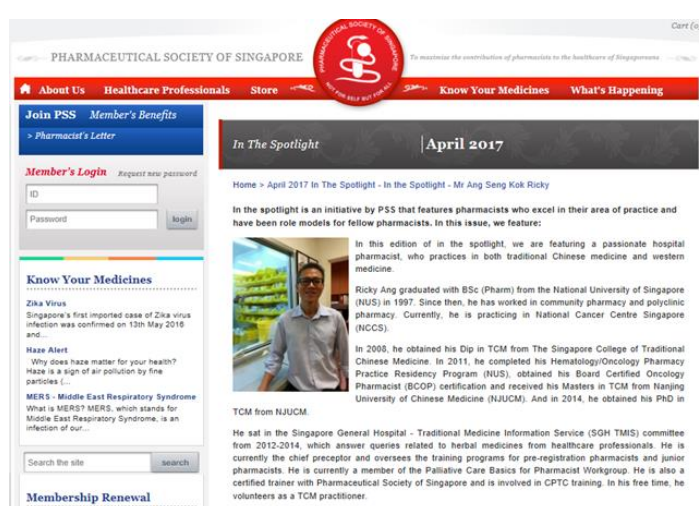 Cart (0
PHARMACEUTICAL SOCIETY OF SINGAPORE
PHARMACEUTICAL SOCIETY OF SINGAPORE
NOT FOR SELF BUT FOR ALL
To maximise the contribution of pharmacists to the healthcare of Singaporeans
About Us Healthcare Professionals Store Know Your Medicines What's Happening
Join PSS Member's Benefits
> Pharmacist's Letter
Member's Login Request new password
ID
Password login
Know Your Medicines
Zika Virus
Singapore's first imported case of Zika virus
infection was confirmed on 13th May 2016
and...
Haze Alert
Why does haze matter for your health?
Haze is a sign of air pollution by fine
particles (...
MERS - Middle East Respiratory Syndrome
What is MERS? MERS, which stands for
Middle East Respiratory Syndrome, is an
infection of our...
Search the site search
Membership Renewal
In The Spotlight April 2017
Home > April 2017 In The Spotlight - In the Spotlight - Mr Ang Seng Kok Ricky
In the spotlight is an initiative by PSS that features pharmacists who excel in their area of practice and
have been role models for fellow pharmacists. In this issue, we feature:
In this edition of in the spotlight, we are featuring a passionate hospital
pharmacist, who practices in both traditional Chinese medicine and western
medicine.
Ricky Ang graduated with BSc (Pharm) from the National University of Singapore
(NUS) in 1997. Since then, he has worked in community pharmacy and polyclinic
pharmacy. Currently, he is practicing in National Cancer Centre Singapore
(NCCS).
In 2008, he obtained his Dip in TCM from The Singapore College of Traditional
Chinese Medicine. In 2011, he completed his Hematology/Oncology Pharmacy
Practice Residency Program (NUS), obtained his Board Certified Oncology
Pharmacist (BCOP) certification and received his Masters in TCM from Nanjing
University of Chinese Medicine (NJUCM). And in 2014, he obtained his PhD in
TCM from NJUCM.
He sat in the Singapore General Hospital - Traditional Medicine Information Service (SGH TMIS) committee
from 2012-2014, which answer queries related to herbal medicines from healthcare professionals. He is
currently the chief preceptor and oversees the training programs for pre-registration pharmacists and junior
pharmacists. He is currently a member of the Palliative Care Basics for Pharmacist Workgroup. He is also a
certified trainer with Pharmaceutical Society of Singapore and is involved in CPTC training. In his free time, he
volunteers as a TCM practitioner.